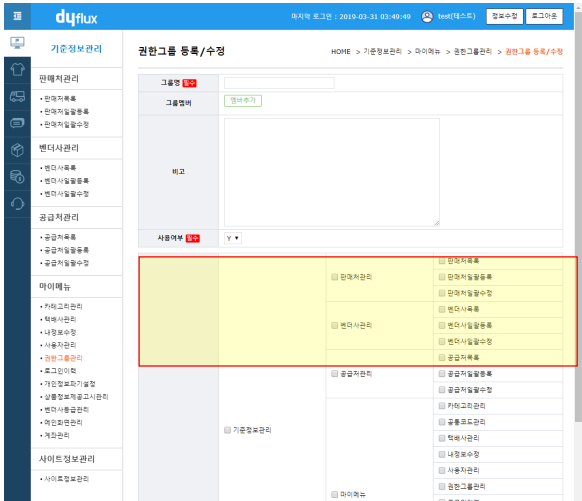 dyflux
마지막 로그인 : 2019-03-31 03:49:49 test(테스트) 정보수정 로그아웃
기준정보관리
판매처관리
• 판매처목록
• 판매처일괄등록
• 판매처일괄수정
벤더사관리
• 벤더사목록
• 벤더사일괄등록
• 벤더사일괄수정
공급처관리
• 공급처목록
• 공급처일괄등록
• 공급처일괄수정
마이메뉴
• 카테고리관리
• 택배사관리
• 내정보수정
• 사용자관리
• 권한그룹관리
• 로그인이력
• 개인정보파기설정
• 상품정보제공고시관리
• 벤더사등급관리
• 메인화면관리
• 계좌관리
사이트정보관리
• 사이트정보관리
권한그룹 등록/수정
HOME > 기준정보관리 > 마이메뉴 > 권한그룹관리 > 권한그룹 등록/수정
그룹명 필수
그룹멤버 멤버추가
비고
사용여부 필수 Y
기준정보관리
판매처관리
판매처목록
판매처일괄등록
판매처일괄수정
벤더사관리
벤더사목록
벤더사일괄등록
벤더사일괄수정
공급처관리
공급처목록
공급처일괄등록
공급처일괄수정
마이메뉴
카테고리관리
공통코드관리
택배사관리
내정보수정
사용자관리
권한그룹관리